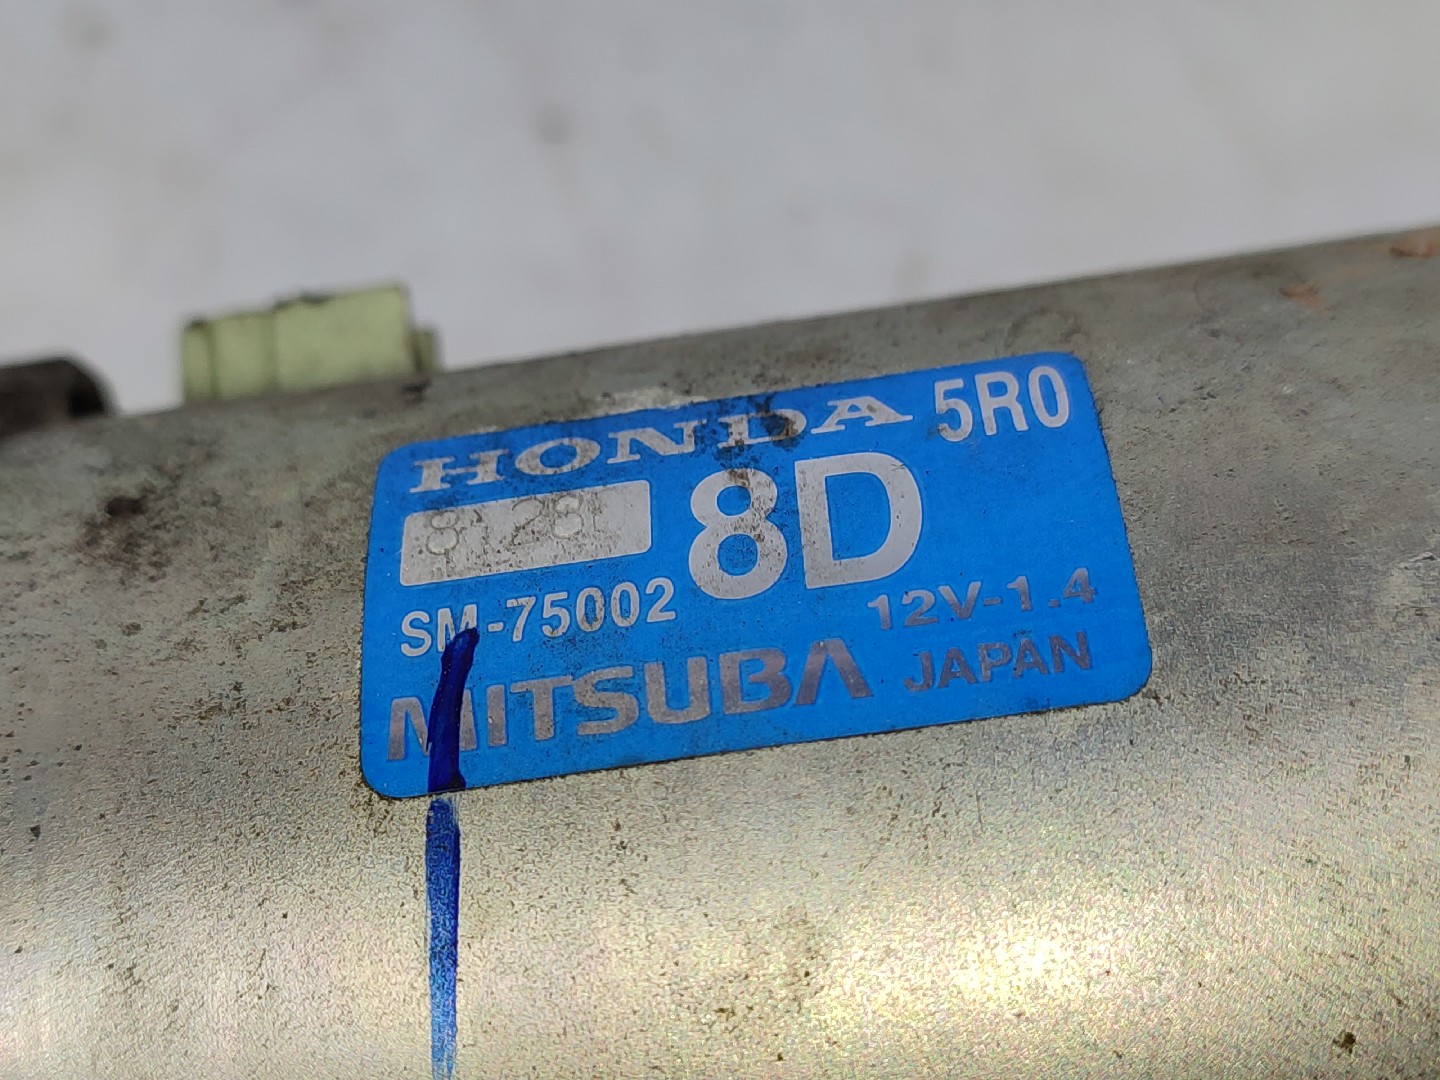 HONDA 5R0
8D
SM-75002
12V-1.4
MITSUBA JAPAN